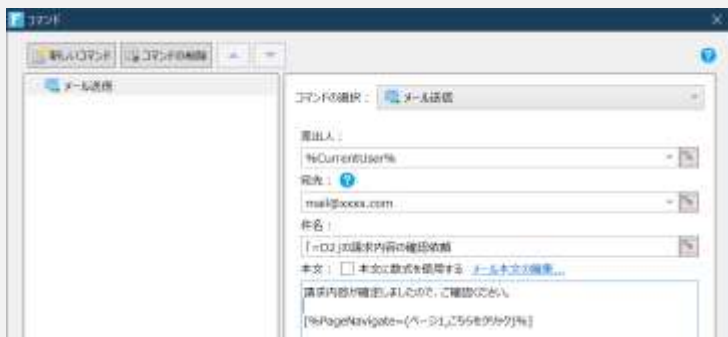 コマンド
新しいコマンド コマンドの削除
メール送信
コマンドの選択： メール送信
差出人：
%CurrentUser%
宛先：
mail@xxxx.com
件名：
「=D2」の請求内容の確認依頼
本文： 本文に数式を使用する メール本文の編集...
請求内容が確定しましたので、ご確認ください。
[%PageNavigate={ページ1,こちらをクリック}%]